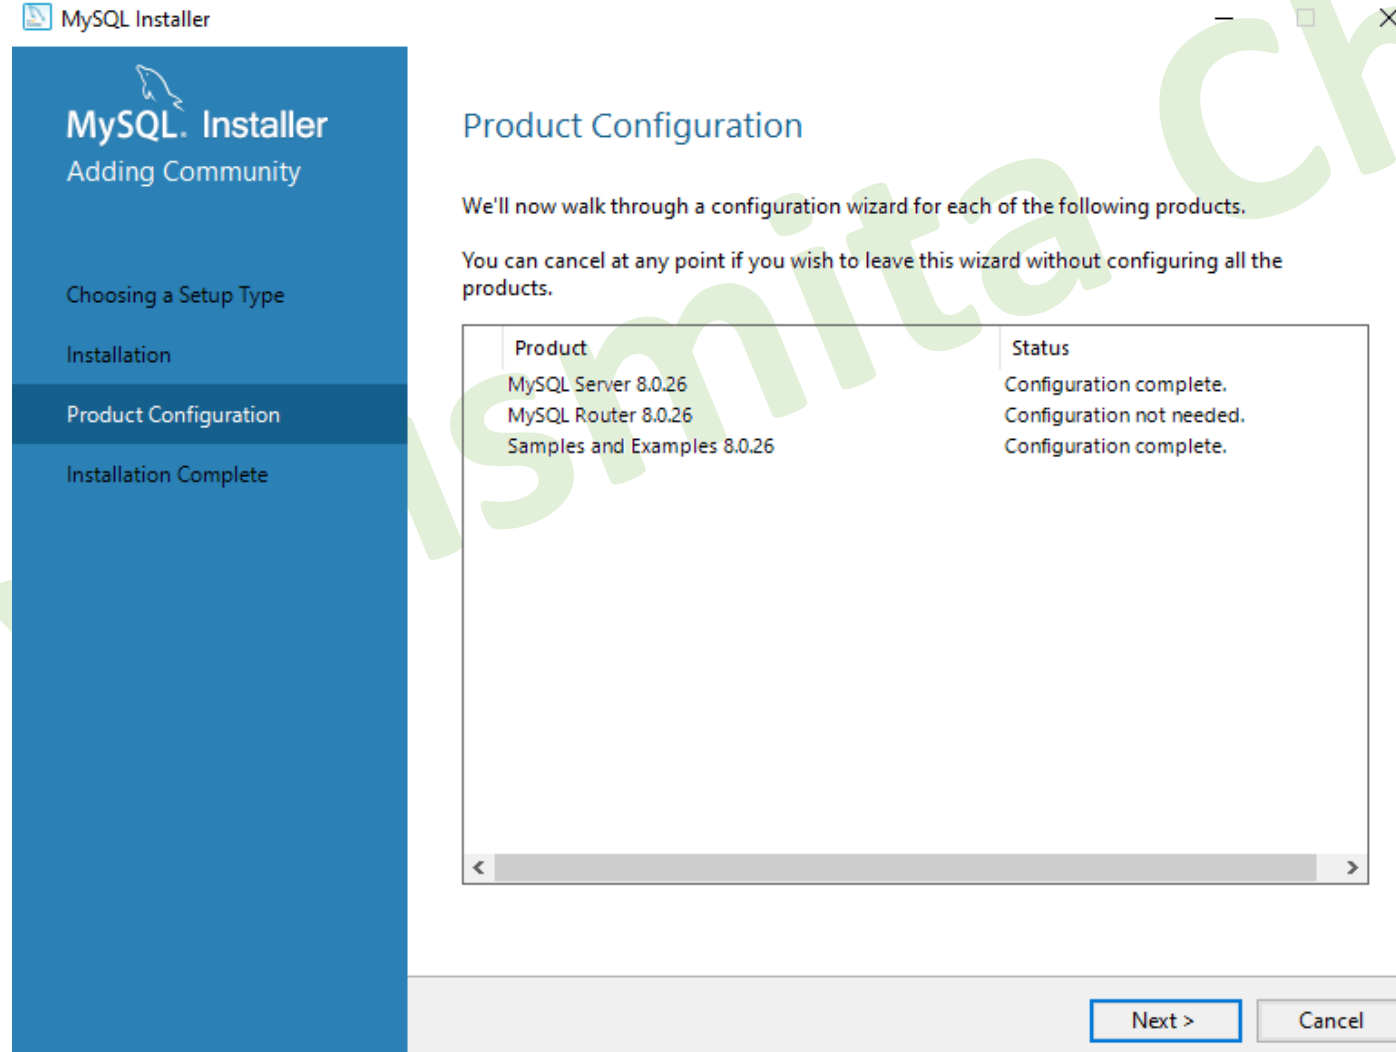 MySQL Installer
MySQL. Installer
Adding Community
Choosing a Setup Type
Installation
Product Configuration
Installation Complete
Product Configuration
We'll now walk through a configuration wizard for each of the following products.
You can cancel at any point if you wish to leave this wizard without configuring all the
products.
Product Status
MySQL Server 8.0.26 Configuration complete.
MySQL Router 8.0.26 Configuration not needed.
Samples and Examples 8.0.26 Configuration complete.
Next >
Cancel